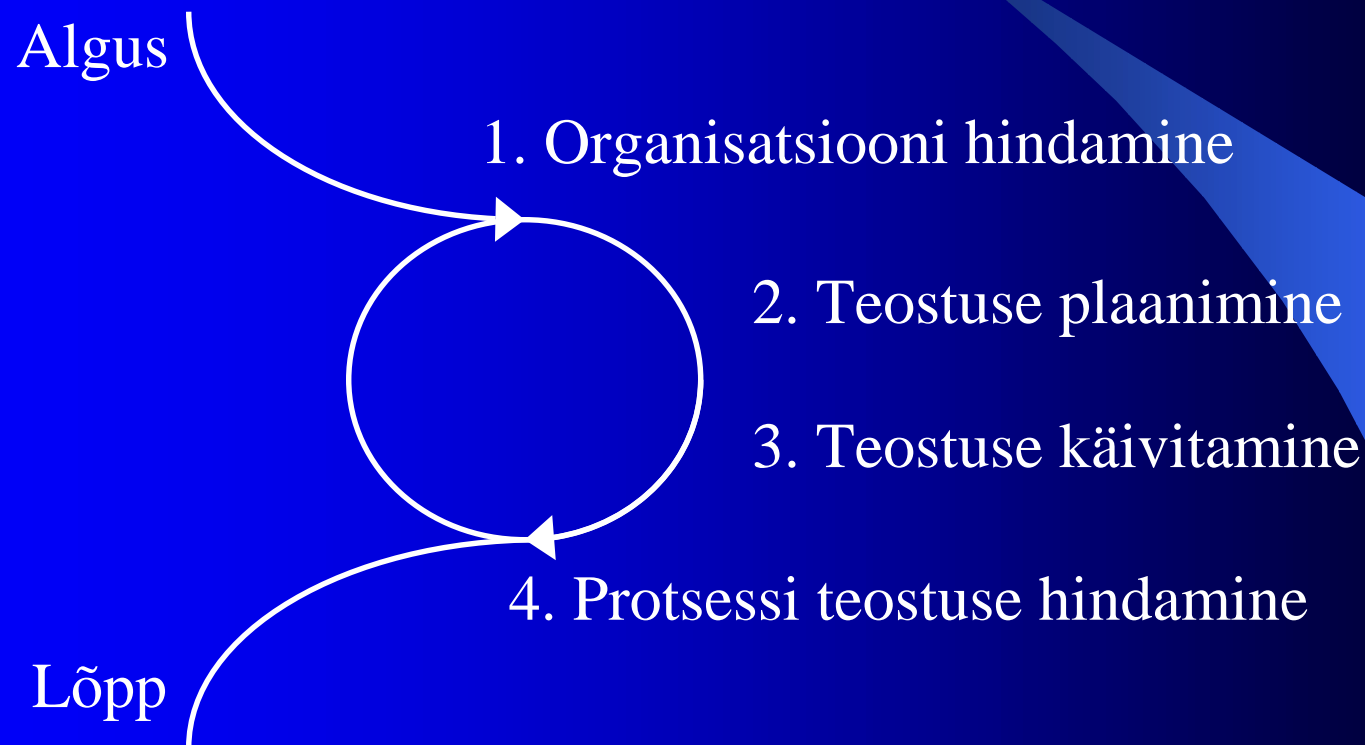 Algus
1. Organisatsiooni hindamine
2. Teostuse plaanimine
3. Teostuse käivitamine
4. Protsessi teostuse hindamine
Lõpp